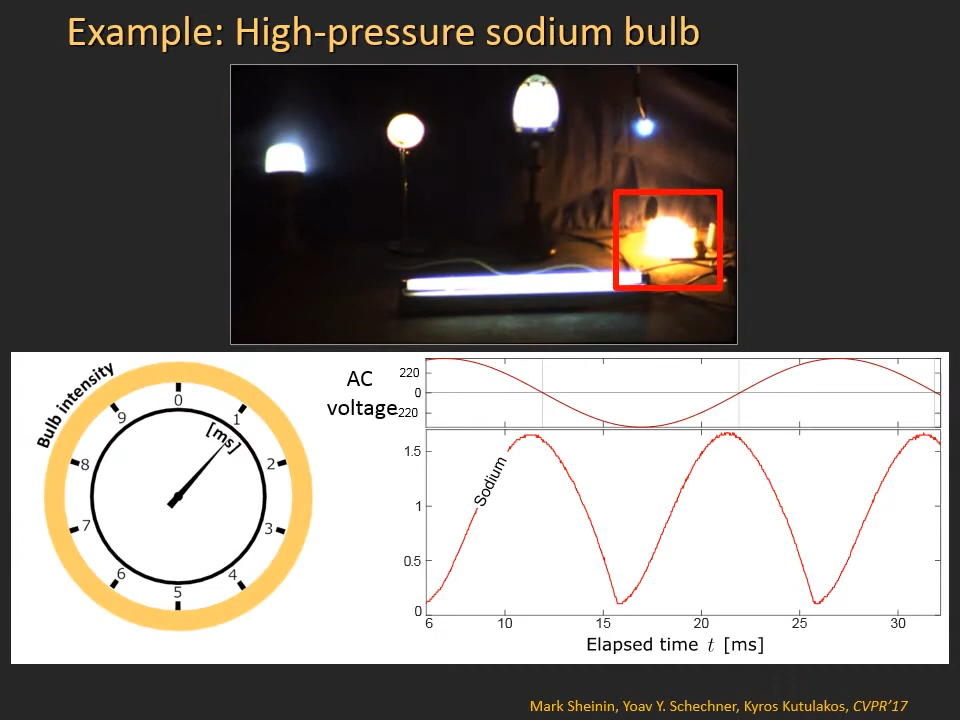 Example: High-pressure sodium bulb
Bulb intensity
0
1
2
3
4
5
6
7
8
9
[ms]
AC
voltage
220
0
-220
1.5
1
0.5
0
Sodium
6 10 15 20 25 30
Elapsed time t [ms]
Mark Sheinin, Yoav Y. Schechner, Kyros Kutulakos, CVPR'17